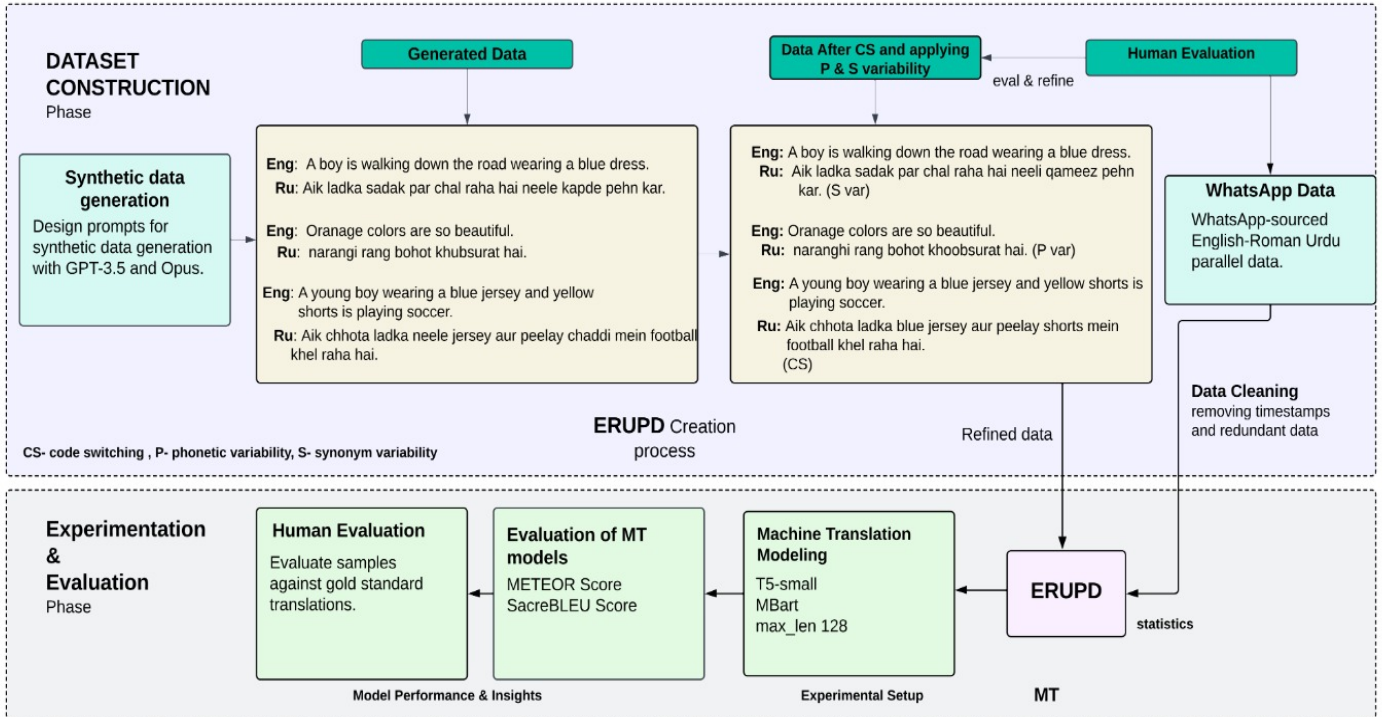 DATASET
CONSTRUCTION
Phase
Generated Data
Data After CS and applying
P & S variability
Human Evaluation
eval & refine
Synthetic data
generation
Design prompts for
synthetic data generation
with GPT-3.5 and Opus.
Eng: A boy is walking down the road wearing a blue dress.
Ru: Aik ladka sadak par chal raha hai neele kapde pehn kar.
Eng: Oranage colors are so beautiful.
Ru: narangi rang bohot khubsurat hai.
Eng: A young boy wearing a blue jersey and yellow
shorts is playing soccer.
Ru: Aik chhota ladka neele jersey aur peelay chaddi mein football
khel raha hai.
Eng: A boy is walking down the road wearing a blue dress.
Ru: Aik ladka sadak par chal raha hai neeli qameez pehn
kar. (S var)
Eng: Oranage colors are so beautiful.
Ru: naranghi rang bohot khoobsurat hai. (P var)
Eng: A young boy wearing a blue jersey and yellow shorts is
playing soccer.
Ru: Aik chhota ladka blue jersey aur peelay shorts mein
football khel raha hai.
(CS)
WhatsApp Data
WhatsApp-sourced
English-Roman Urdu
parallel data.
Data Cleaning
removing timestamps
and redundant data
Refined data
ERUPD Creation
process
CS- code switching , P- phonetic variability, S- synonym variability
Experimentation
&
Evaluation
Phase
Human Evaluation
Evaluate samples
against gold standard
translations.
Evaluation of MT
models
METEOR Score
SacreBLEU Score
Machine Translation
Modeling
T5-small
MBart
max_len 128
ERUPD
statistics
Model Performance & Insights
Experimental Setup
MT